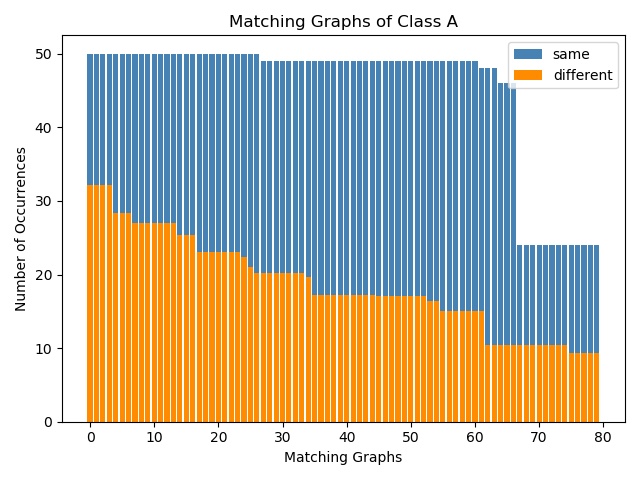 Matching Graphs of Class A
same
different
Number of Occurrences
50
40
30
20
10
0
0 10 20 30 40 50 60 70 80
Matching Graphs